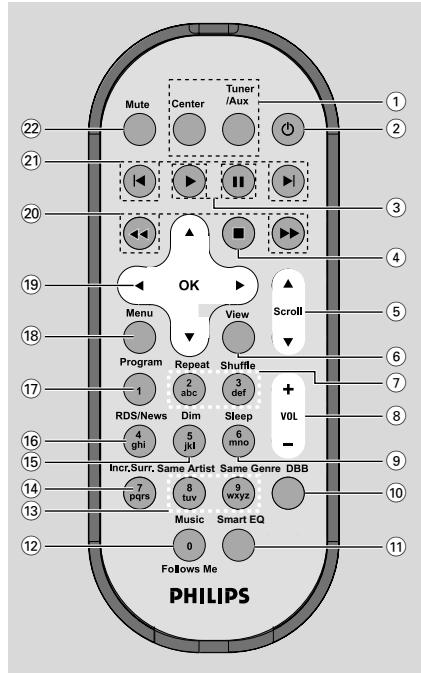 Tuner
Mute Center /Aux
1
22
2
21
3
20
4
19
OK
Scroll
5
Menu View
18
6
Program Repeat Shuffle
7
17
1 2 3
abc def
+
VOL
8
−
RDS/News Dim Sleep
16
4 5 6
ghi jkl mno
9
15
Incr.Surr. Same Artist Same Genre DBB
14
7 8 9
pqrs tuv wxyz
10
13
Music Smart EQ
12
0
11
Follows Me
PHILIPS